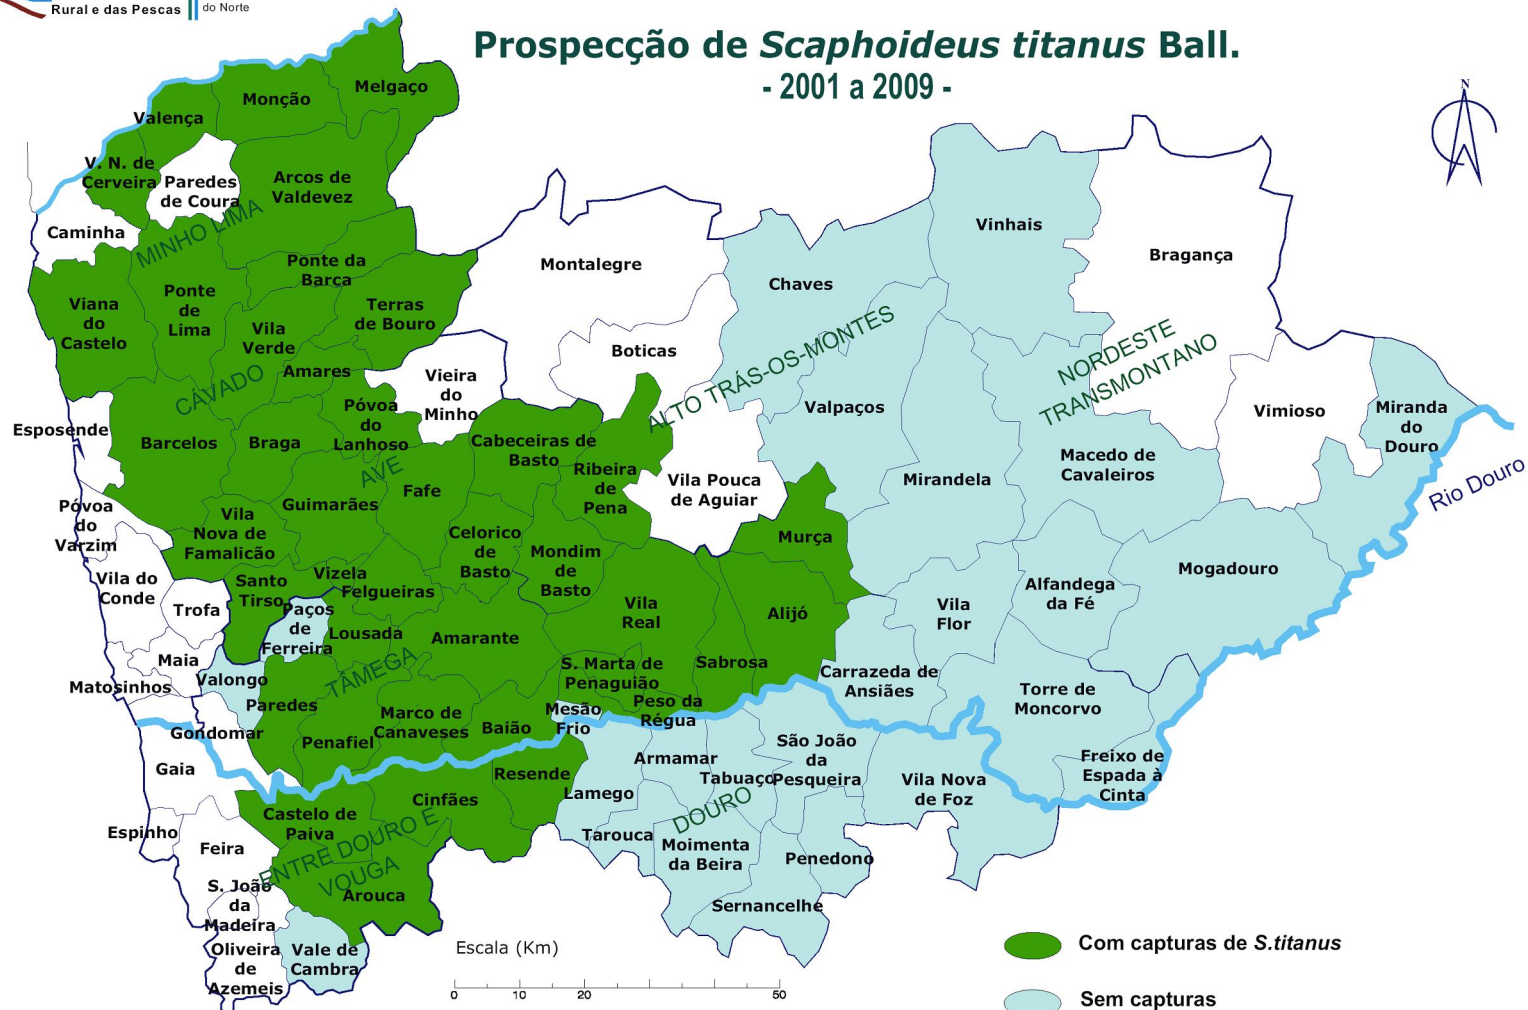 Rural e das Pescas
do Norte
Prospecção de Scaphoideus titanus Ball.
- 2001 a 2009 -
N
Melgaço
Monção
Valença
V. N. de
Cerveira
Paredes
de Coura
Arcos de
Valdevez
Caminha
MINHO LIMA
Vinhais
Bragança
Ponte da
Barca
Montalegre
Chaves
Viana
do
Castelo
Ponte
de
Lima
Terras
de Bouro
Vila
Verde
Boticas
ALTO TRÁS-OS-MONTES
NORDESTE
TRANSMONTANO
CÁVADO
Amares
Vieira
do
Minho
Valpaços
Vimioso
Miranda
do
Douro
Póvoa
do
Lanhoso
Esposende
Barcelos
Braga
Cabeceiras de
Basto
AVE
Ribeira
de
Pena
Vila Pouca
de Aguiar
Mirandela
Macedo de
Cavaleiros
Rio Douro
Fafe
Guimarães
Póvoa
do
Varzim
Vila
Nova de
Famalicão
Celorico
de
Basto
Mondim
de
Basto
Murça
Mogadouro
Vila do
Conde
Santo
Tirso
Vizela
Felgueiras
Alfandega
da Fé
Trofa
Paços
de
Ferreira
Lousada
Amarante
Vila
Real
Alijó
Vila
Flor
Maia
Matosinhos
Valongo
TÂMEGA
S. Marta de
Penaguião
Sabrosa
Carrazeda de
Ansiães
Paredes
Marco de
Canaveses
Baião
Mesão
Frio
Peso da
Régua
Torre de
Moncorvo
Gondomar
Penafiel
Gaia
Resende
Armamar
Tabuaço
São João
da
Pesqueira
Vila Nova
de Foz
Freixo de
Espada à
Cinta
Cinfães
Lamego
DOURO
Castelo de
Paiva
Espinho
Feira
ENTRE DOURO E
VOUGA
Tarouca
Moimenta
da Beira
Penedono
S. João
da
Madeira
Arouca
Sernancelhe
Oliveira
de
Azemeis
Vale de
Cambra
Escala (Km)
0 10 20 50
Com capturas de S.titanus
Sem capturas